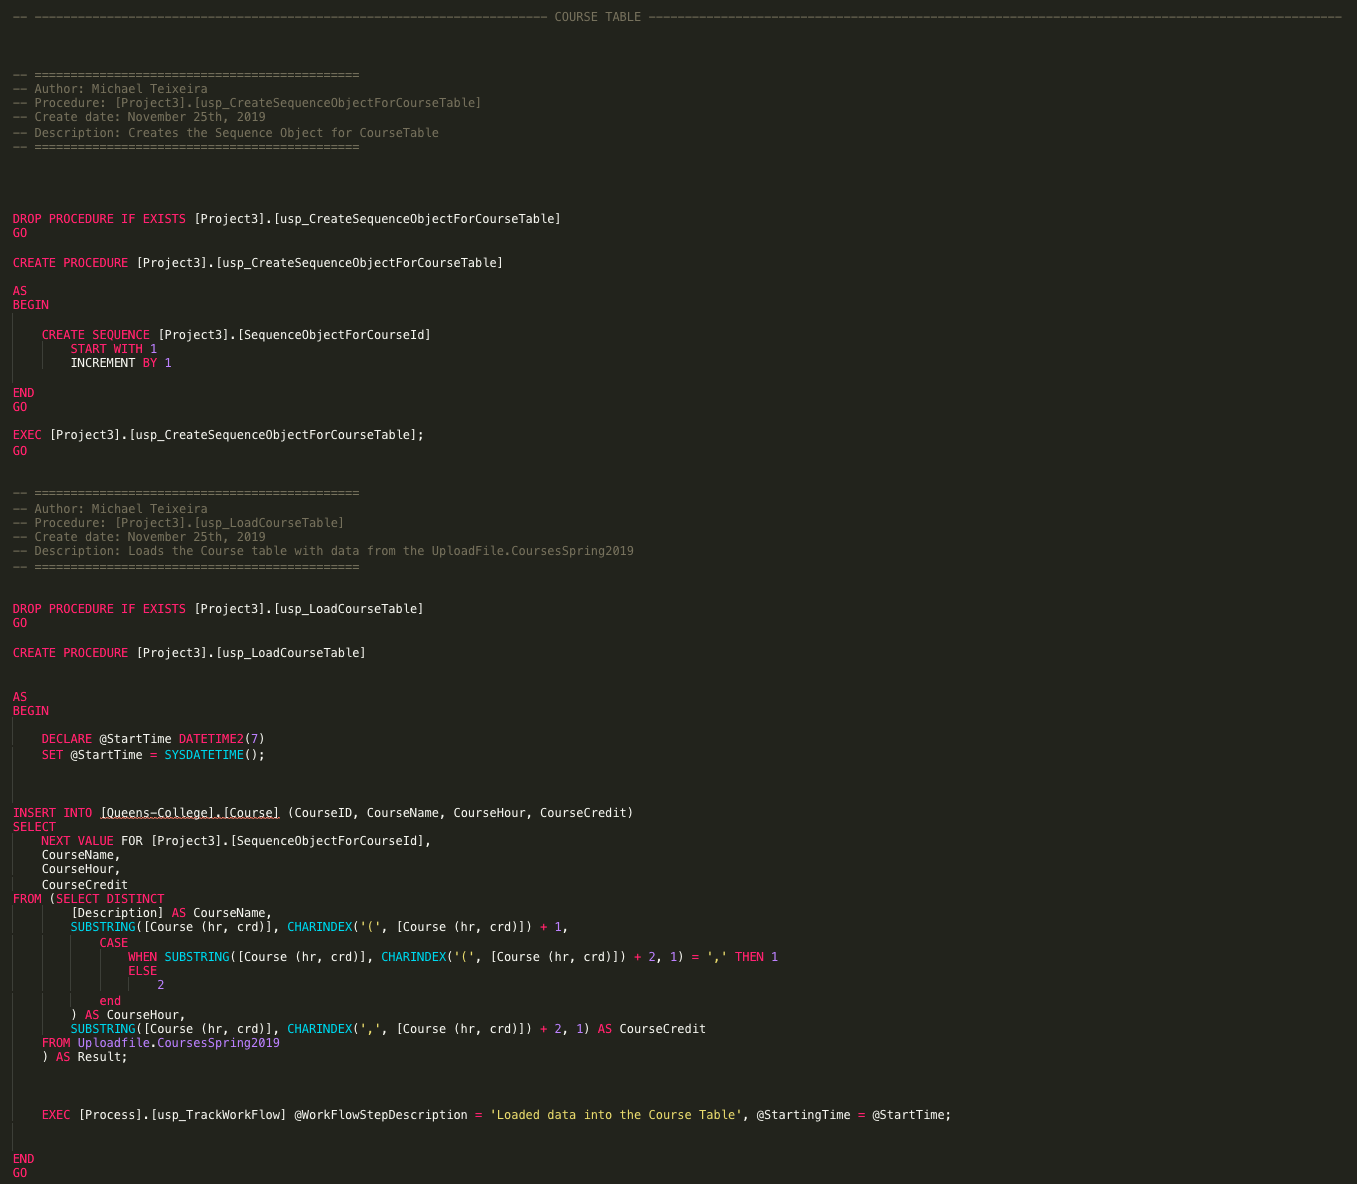 -- ----------------------------------------------------------------------- COURSE TABLE ------------------------------------------------------------------------------------------------
-- =============================================
-- Author: Michael Teixeira
-- Procedure: [Project3].[usp_CreateSequenceObjectForCourseTable]
-- Create date: November 25th, 2019
-- Description: Creates the Sequence Object for CourseTable
-- =============================================
DROP PROCEDURE IF EXISTS [Project3].[usp_CreateSequenceObjectForCourseTable]
GO
CREATE PROCEDURE [Project3].[usp_CreateSequenceObjectForCourseTable]
AS
BEGIN
    CREATE SEQUENCE [Project3].[SequenceObjectForCourseId]
        START WITH 1
        INCREMENT BY 1
END
GO
EXEC [Project3].[usp_CreateSequenceObjectForCourseTable];
GO
-- =============================================
-- Author: Michael Teixeira
-- Procedure: [Project3].[usp_LoadCourseTable]
-- Create date: November 25th, 2019
-- Description: Loads the Course table with data from the UploadFile.CoursesSpring2019
-- =============================================
DROP PROCEDURE IF EXISTS [Project3].[usp_LoadCourseTable]
GO
CREATE PROCEDURE [Project3].[usp_LoadCourseTable]
AS
BEGIN
    DECLARE @StartTime DATETIME2(7)
    SET @StartTime = SYSDATETIME();
INSERT INTO [Queens-College].[Course] (CourseID, CourseName, CourseHour, CourseCredit)
SELECT
    NEXT VALUE FOR [Project3].[SequenceObjectForCourseId],
    CourseName,
    CourseHour,
    CourseCredit
FROM (SELECT DISTINCT
        [Description] AS CourseName,
        SUBSTRING([Course (hr, crd)], CHARINDEX('(', [Course (hr, crd)]) + 1,
            CASE
                WHEN SUBSTRING([Course (hr, crd)], CHARINDEX('(', [Course (hr, crd)]) + 2, 1) = ',' THEN 1
                ELSE
                    2
            end
        ) AS CourseHour,
        SUBSTRING([Course (hr, crd)], CHARINDEX(',', [Course (hr, crd)]) + 2, 1) AS CourseCredit
    FROM Uploadfile.CoursesSpring2019
    ) AS Result;
    EXEC [Process].[usp_TrackWorkFlow] @WorkFlowStepDescription = 'Loaded data into the Course Table', @StartingTime = @StartTime;
END
GO